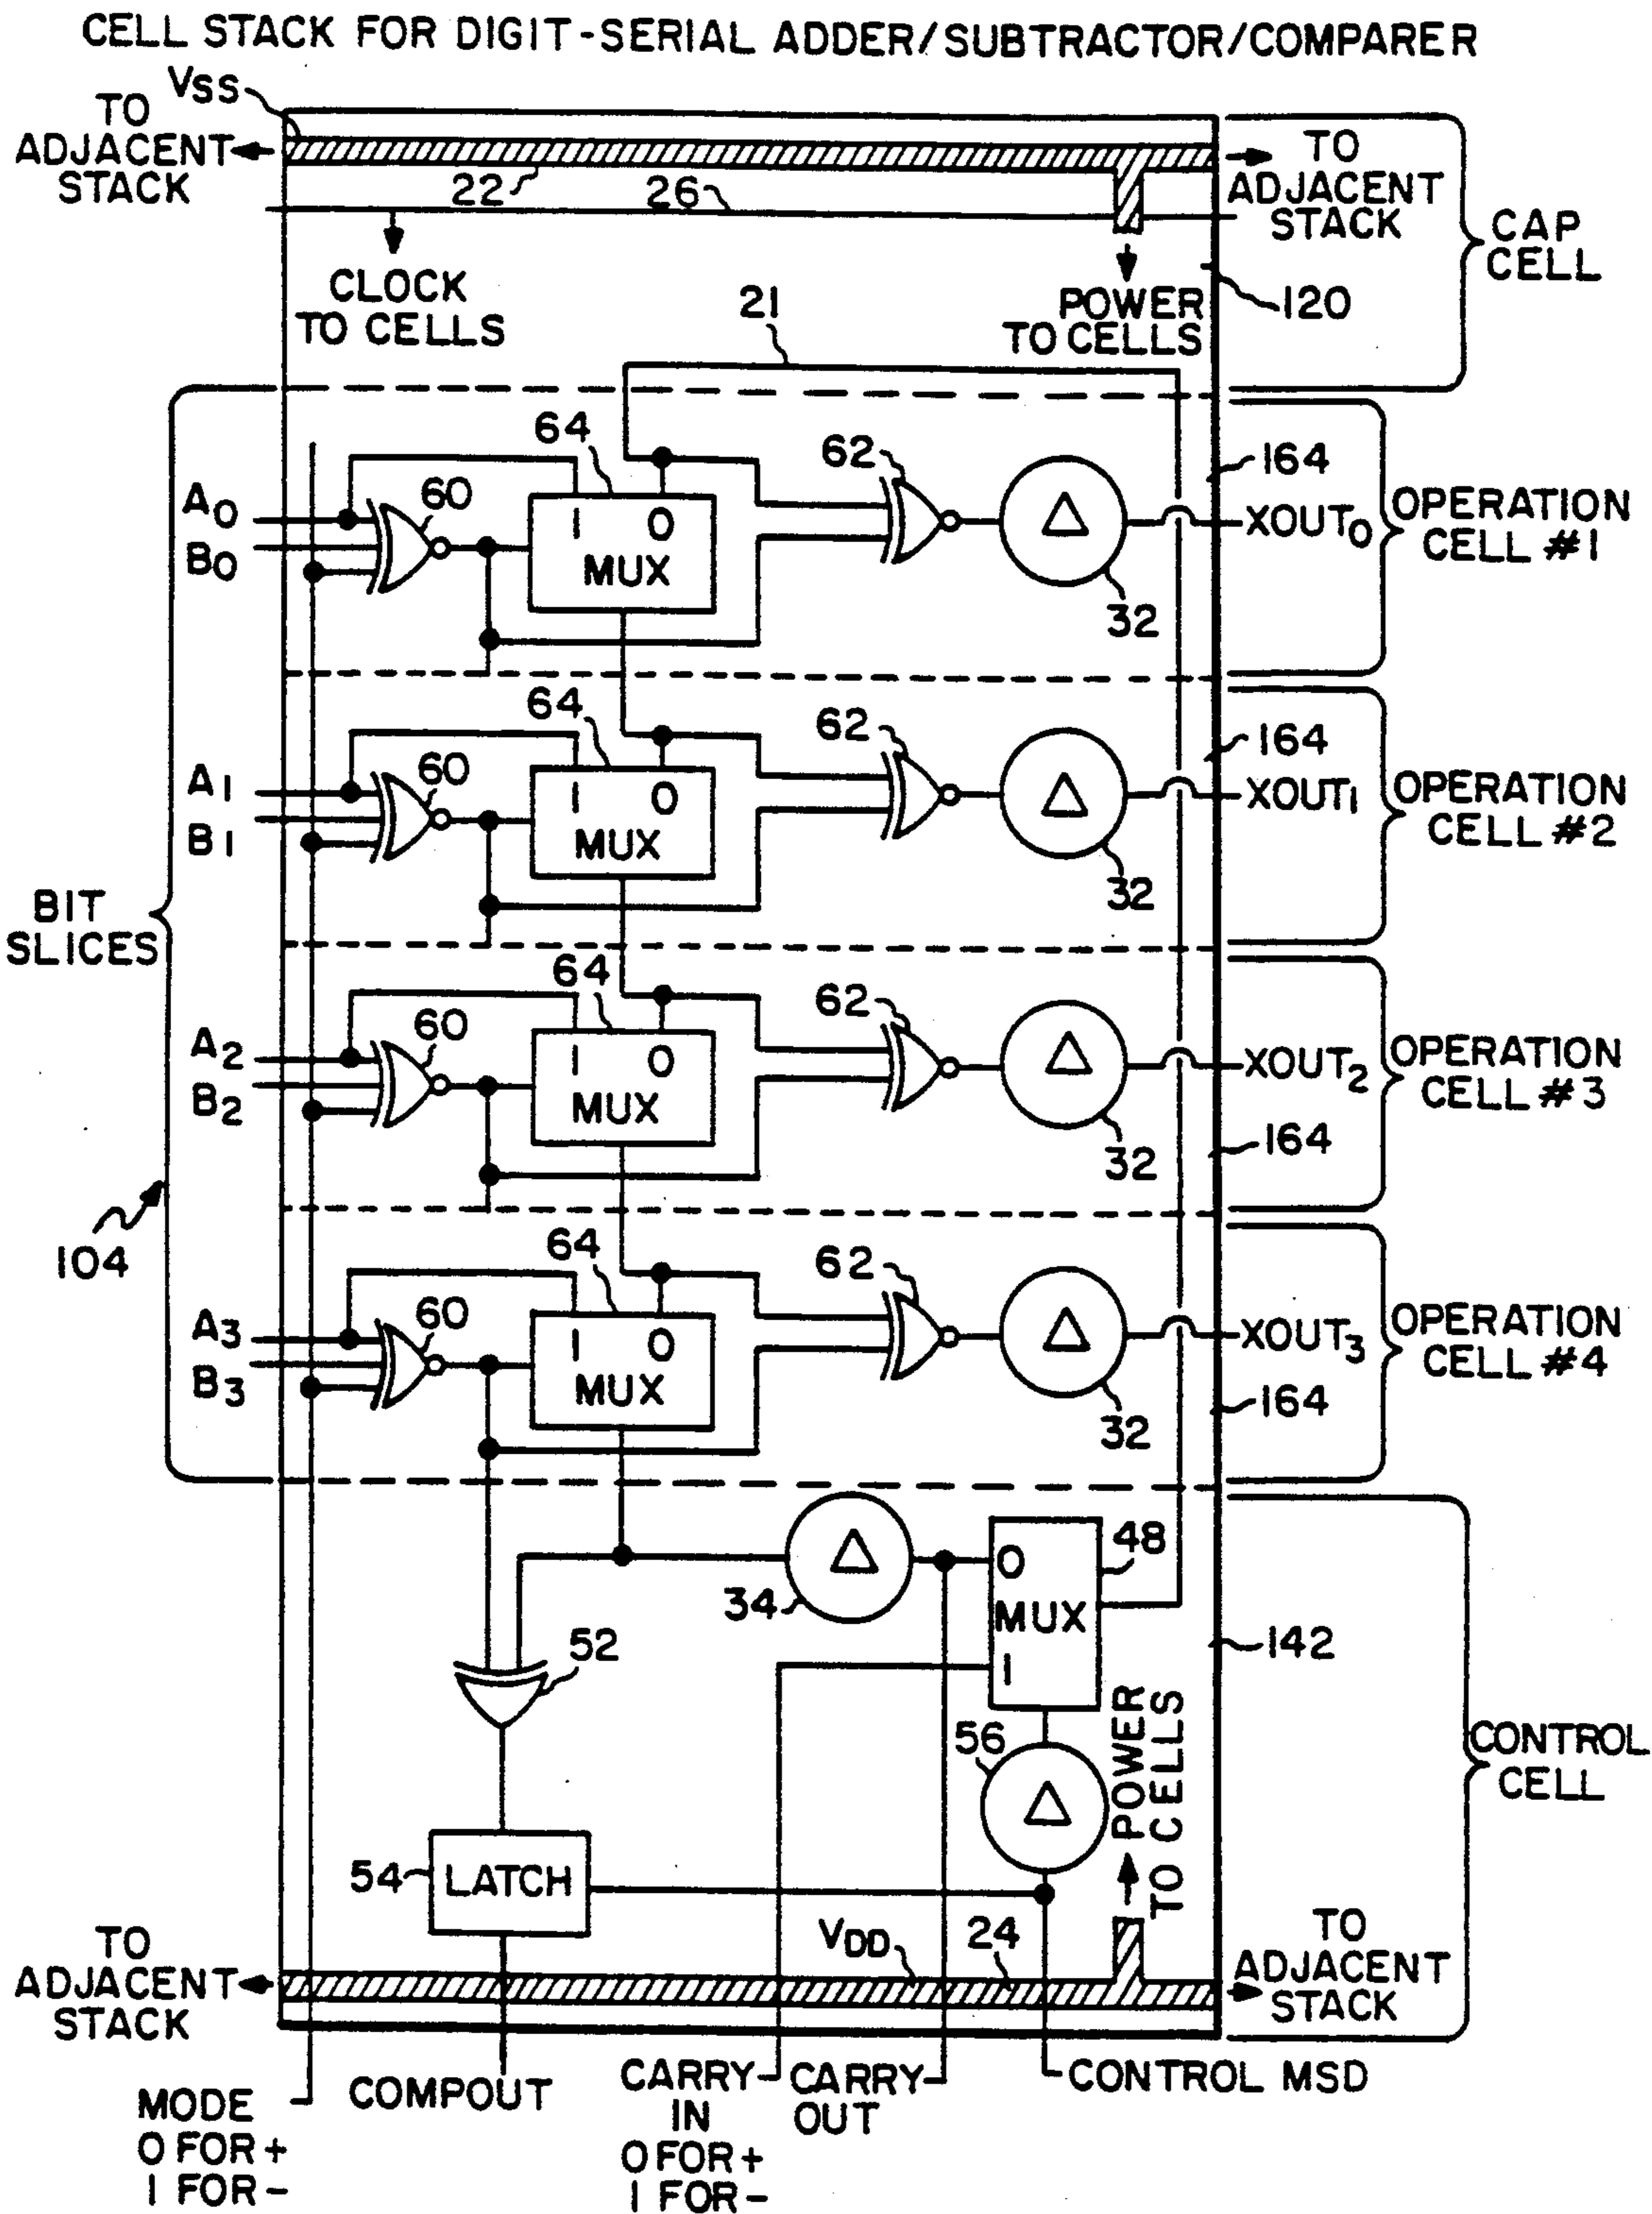 CELL STACK FOR DIGIT-SERIAL ADDER/SUBTRACTOR/COMPARER
VSS
TO
ADJACENT
STACK
22
26
TO
ADJACENT
STACK
CAP
CELL
CLOCK
TO CELLS
21
POWER
TO CELLS
120
64
62
164
A0
B0
60
1 0
MUX
Δ
XOUT0
OPERATION
CELL #1
32
64
62
164
A1
B1
60
1 0
MUX
Δ
XOUT1
OPERATION
CELL #2
32
BIT
SLICES
64
62
A2
B2
60
1 0
MUX
Δ
XOUT2
OPERATION
CELL #3
32
164
104
64
62
A3
B3
60
1 0
MUX
Δ
XOUT3
OPERATION
CELL #4
32
164
Δ
34
0
MUX
1
48
52
142
56
Δ
POWER
TO CELLS
CONTROL
CELL
54
LATCH
VDD
24
TO
ADJACENT
STACK
TO
ADJACENT
STACK
MODE
0 FOR +
1 FOR -
COMPOUT
CARRY
IN
0 FOR +
1 FOR -
CARRY
OUT
CONTROL MSD